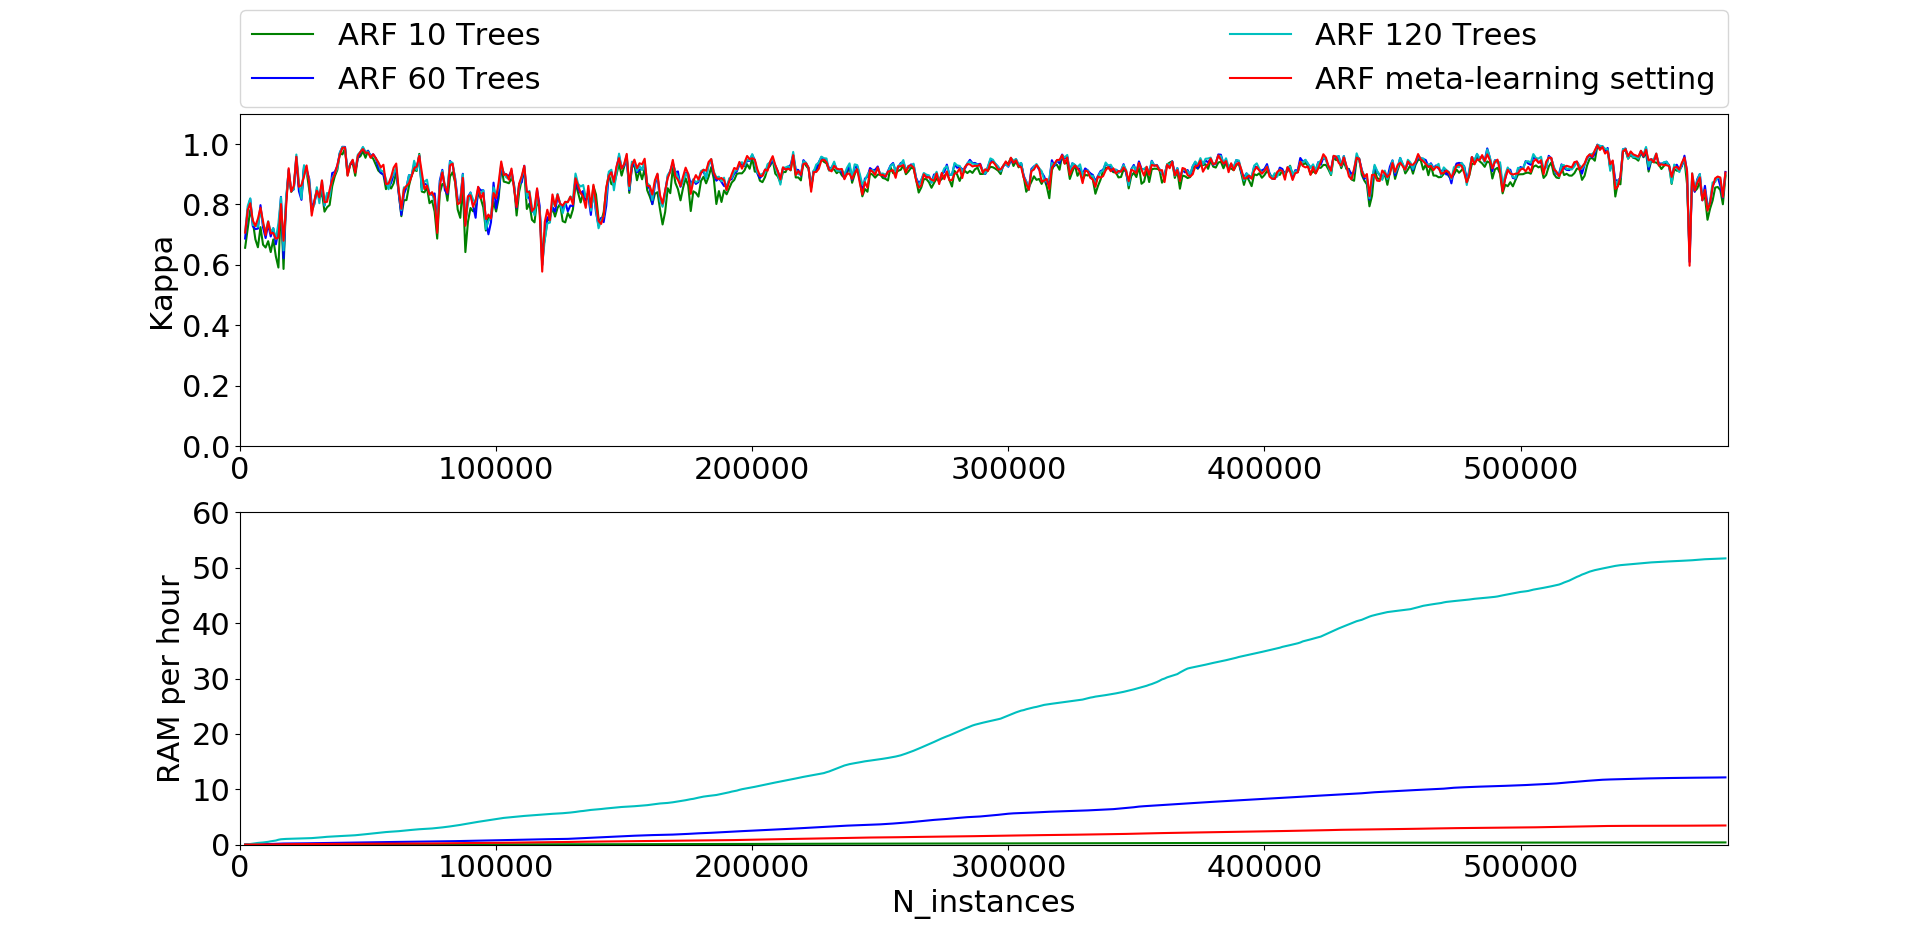 ARF 10 Trees
ARF 60 Trees
ARF 120 Trees
ARF meta-learning setting
Kappa
1.0
0.8
0.6
0.4
0.2
0.0
0 100000 200000 300000 400000 500000
RAM per hour
60
50
40
30
20
10
0
0 100000 200000 300000 400000 500000
N_instances